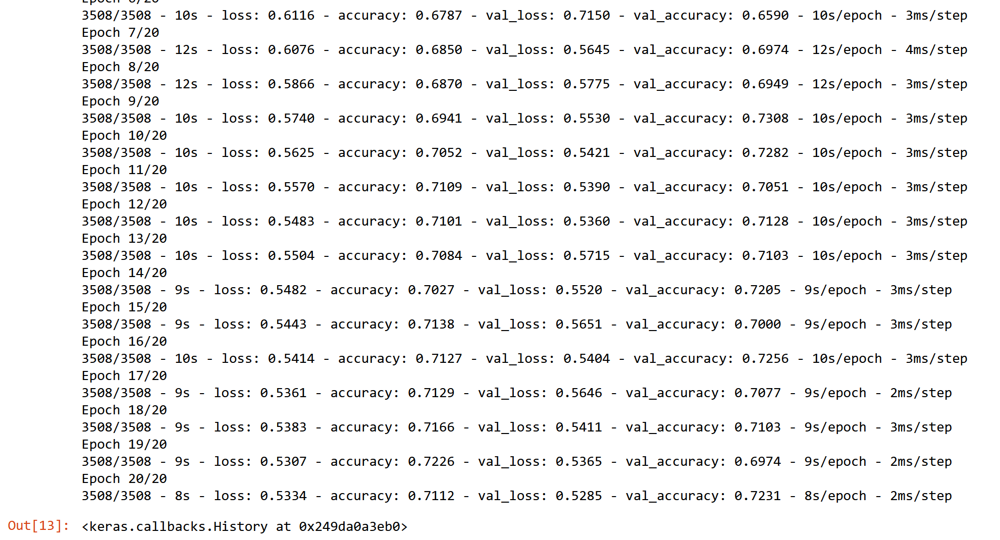 Epoch 6/20
3508/3508 - 10s - loss: 0.6116 - accuracy: 0.6787 - val_loss: 0.7150 - val_accuracy: 0.6590 - 10s/epoch - 3ms/step
Epoch 7/20
3508/3508 - 12s - loss: 0.6076 - accuracy: 0.6850 - val_loss: 0.5645 - val_accuracy: 0.6974 - 12s/epoch - 4ms/step
Epoch 8/20
3508/3508 - 12s - loss: 0.5866 - accuracy: 0.6870 - val_loss: 0.5775 - val_accuracy: 0.6949 - 12s/epoch - 3ms/step
Epoch 9/20
3508/3508 - 10s - loss: 0.5740 - accuracy: 0.6941 - val_loss: 0.5530 - val_accuracy: 0.7308 - 10s/epoch - 3ms/step
Epoch 10/20
3508/3508 - 10s - loss: 0.5625 - accuracy: 0.7052 - val_loss: 0.5421 - val_accuracy: 0.7282 - 10s/epoch - 3ms/step
Epoch 11/20
3508/3508 - 10s - loss: 0.5570 - accuracy: 0.7109 - val_loss: 0.5390 - val_accuracy: 0.7051 - 10s/epoch - 3ms/step
Epoch 12/20
3508/3508 - 10s - loss: 0.5483 - accuracy: 0.7101 - val_loss: 0.5360 - val_accuracy: 0.7128 - 10s/epoch - 3ms/step
Epoch 13/20
3508/3508 - 10s - loss: 0.5504 - accuracy: 0.7084 - val_loss: 0.5715 - val_accuracy: 0.7103 - 10s/epoch - 3ms/step
Epoch 14/20
3508/3508 - 9s - loss: 0.5482 - accuracy: 0.7027 - val_loss: 0.5520 - val_accuracy: 0.7205 - 9s/epoch - 3ms/step
Epoch 15/20
3508/3508 - 9s - loss: 0.5443 - accuracy: 0.7138 - val_loss: 0.5651 - val_accuracy: 0.7000 - 9s/epoch - 3ms/step
Epoch 16/20
3508/3508 - 10s - loss: 0.5414 - accuracy: 0.7127 - val_loss: 0.5404 - val_accuracy: 0.7256 - 10s/epoch - 3ms/step
Epoch 17/20
3508/3508 - 9s - loss: 0.5361 - accuracy: 0.7129 - val_loss: 0.5646 - val_accuracy: 0.7077 - 9s/epoch - 2ms/step
Epoch 18/20
3508/3508 - 9s - loss: 0.5383 - accuracy: 0.7166 - val_loss: 0.5411 - val_accuracy: 0.7103 - 9s/epoch - 3ms/step
Epoch 19/20
3508/3508 - 9s - loss: 0.5307 - accuracy: 0.7226 - val_loss: 0.5365 - val_accuracy: 0.6974 - 9s/epoch - 2ms/step
Epoch 20/20
3508/3508 - 8s - loss: 0.5334 - accuracy: 0.7112 - val_loss: 0.5285 - val_accuracy: 0.7231 - 8s/epoch - 2ms/step
Out[13]: <keras.callbacks.History at 0x249da0a3eb0>